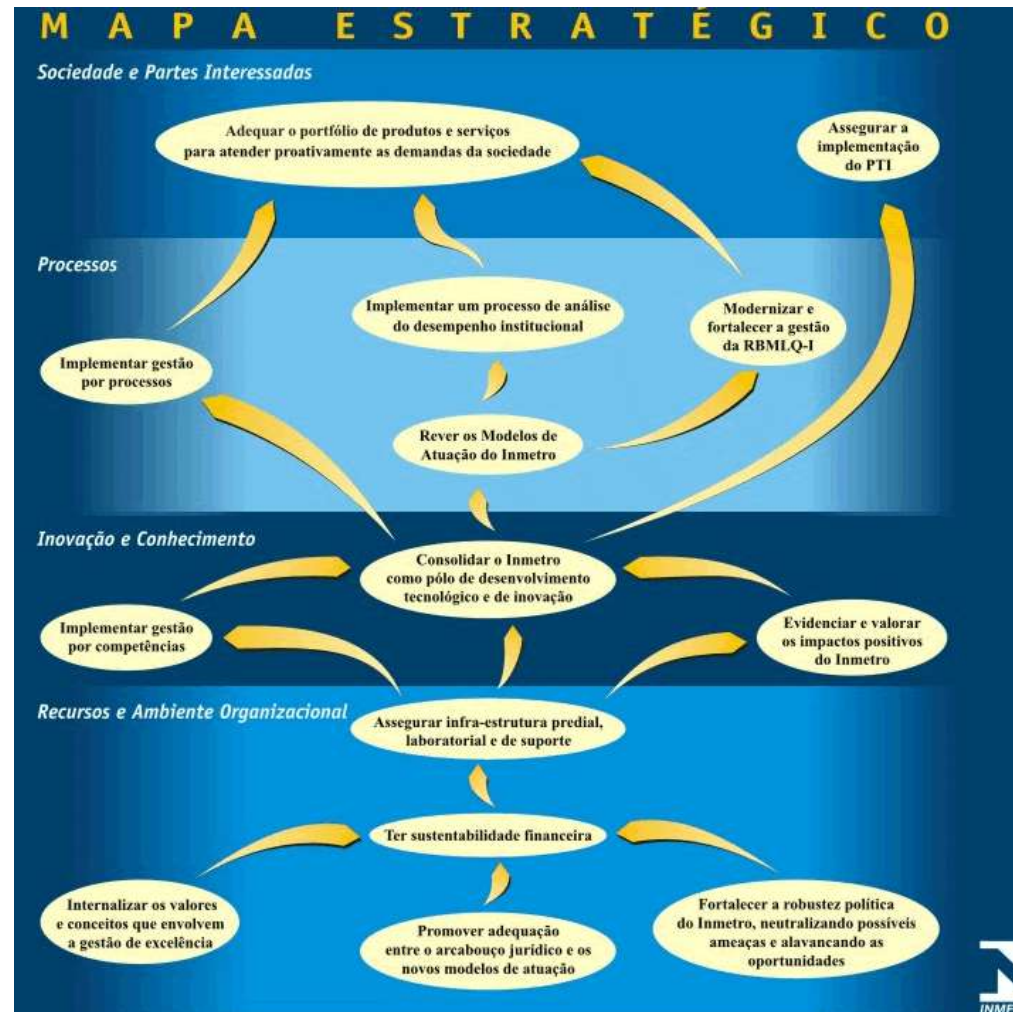 MAPA ESTRATÉGICO
Sociedade e Partes Interessadas
Adequar o portfólio de produtos e serviços
para atender proativamente as demandas da sociedade
Assegurar a
implementação
do PTI
Processos
Implementar um processo de análise
do desempenho institucional
Modernizar e
fortalecer a gestão
da RBMLQ-I
Implementar gestão
por processos
Rever os Modelos de
Atuação do Inmetro
Inovação e Conhecimento
Consolidar o Inmetro
como pólo de desenvolvimento
tecnológico e de inovação
Implementar gestão
por competências
Evidenciar e valorar
os impactos positivos
do Inmetro
Recursos e Ambiente Organizacional
Assegurar infra-estrutura predial,
laboratorial e de suporte
Ter sustentabilidade financeira
Internalizar os valores
e conceitos que envolvem
a gestão de excelência
Promover adequação
entre o arcabouço jurídico e os
novos modelos de atuação
Fortalecer a robustez política
do Inmetro, neutralizando possíveis
ameaças e alavancando as
oportunidades
INME